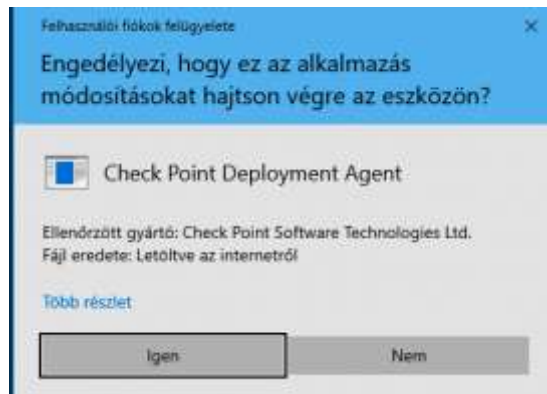 Felhasználói fiókok felügyelete
Engedélyezi, hogy ez az alkalmazás
módosításokat hajtson végre az eszközön?
Check Point Deployment Agent
Ellenőrzött gyártó: Check Point Software Technologies Ltd.
Fájl eredete: Letöltve az internetről
Több részlet
Igen
Nem